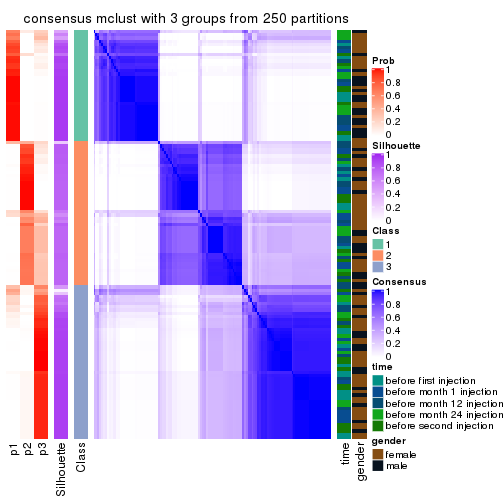 consensus mclust with 3 groups from 250 partitions
Prob
1
0.8
0.6
0.4
0.2
0
Silhouette
1
0.8
0.6
0.4
0.2
0
Class
1
2
3
Consensus
1
0.8
0.6
0.4
0.2
0
time
before first injection
before month 1 injection
before month 12 injection
before month 24 injection
before second injection
gender
female
male
p1
p2
p3
Silhouette
Class
time
gender